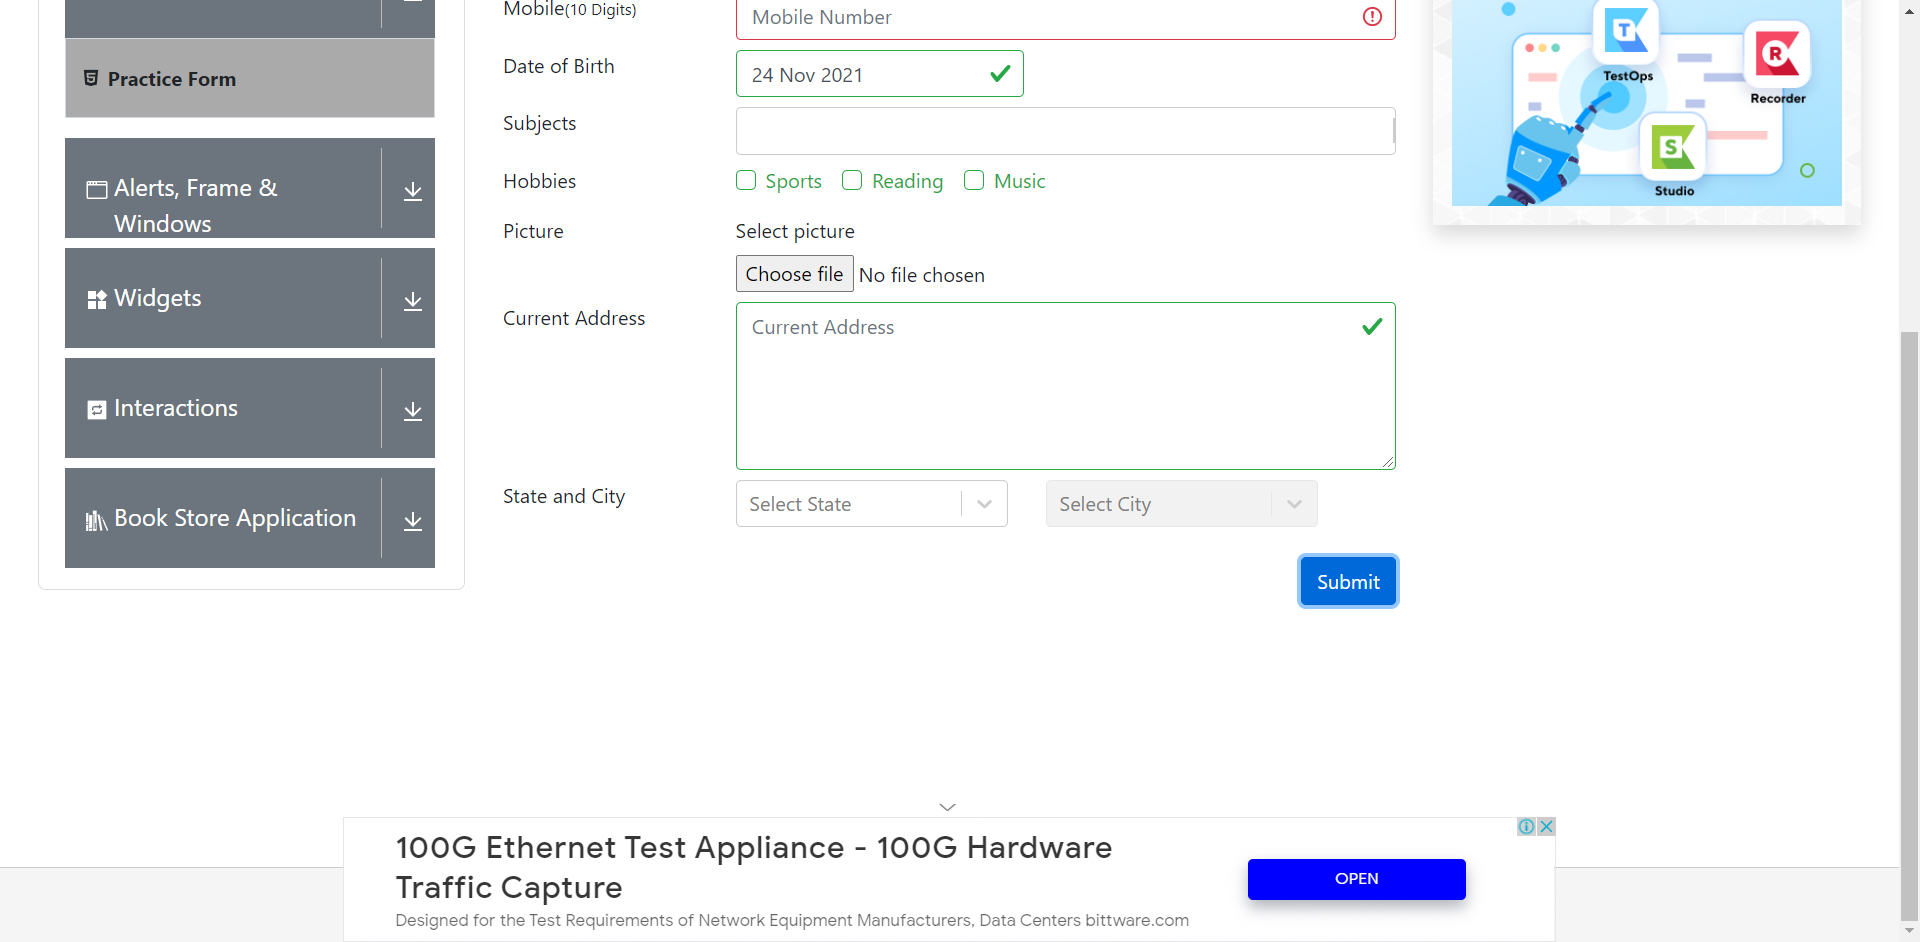 Mobile(10 Digits)
Mobile Number
Practice Form
Date of Birth
24 Nov 2021
Subjects
Alerts, Frame &
Windows
Hobbies
Sports
Reading
Music
Picture
Select picture
Choose file
No file chosen
Widgets
Current Address
Current Address
Interactions
State and City
Select State
Select City
Book Store Application
Submit
T
TestOps
R
Recorder
S
Studio
100G Ethernet Test Appliance - 100G Hardware
Traffic Capture
Designed for the Test Requirements of Network Equipment Manufacturers, Data Centers bittware.com
OPEN